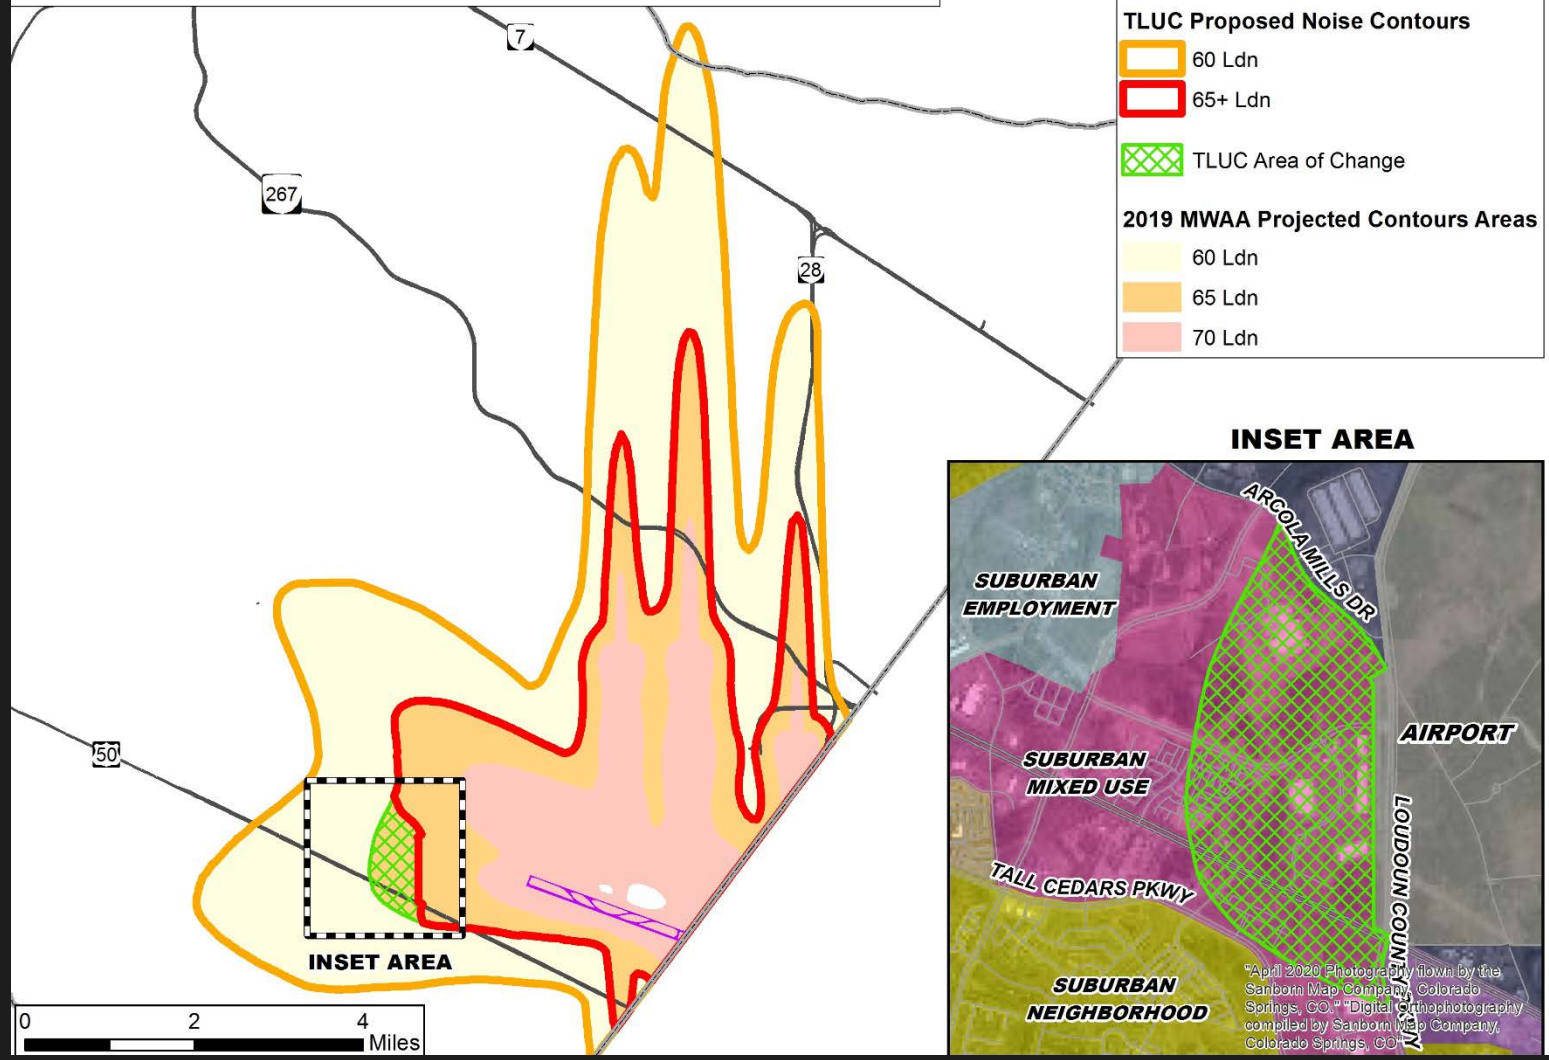 TLUC Proposed Noise Contours
60 Ldn
65+ Ldn
TLUC Area of Change
2019 MWAA Projected Contours Areas
60 Ldn
65 Ldn
70 Ldn
7
267
28
50
INSET AREA
0 2 4
Miles
INSET AREA
ARCOLA MILLS DR
SUBURBAN
EMPLOYMENT
AIRPORT
SUBURBAN
MIXED USE
TALL CEDARS PKWY
LOUDOUN COUNTY PKWY
SUBURBAN
NEIGHBORHOOD
"April 2020 Photography flown by the
Sanborn Map Company, Colorado
Springs, CO." "Digital Orthophotography
compiled by Sanborn Map Company,
Colorado Springs, CO"